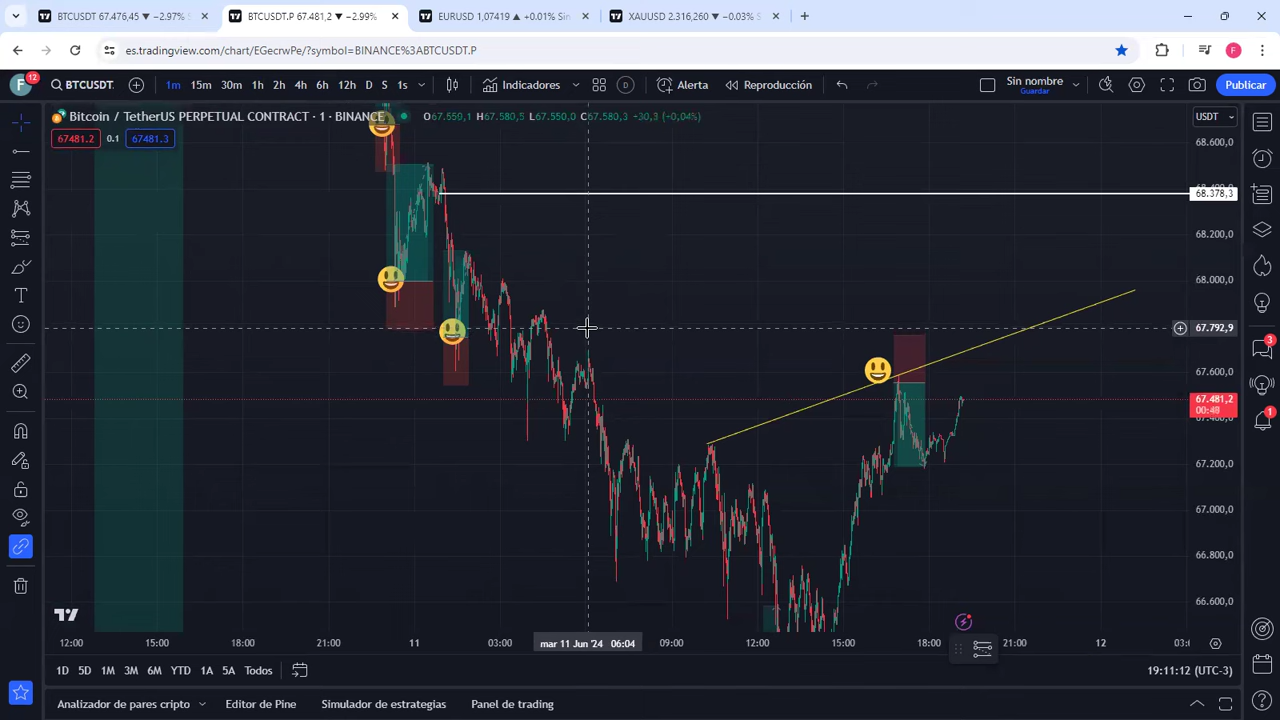 BTCUSDT 67.476,45 ▼ −2.97% S
BTCUSDT.P 67.481,2 ▼ −2.99%
EURUSD 1,07419 ▲ +0.01% Sin
XAUUSD 2.316,260 ▼ −0.03% S
es.tradingview.com/chart/EGecrwPe/?symbol=BINANCE%3ABTCUSDT.P
F
F
12
BTCUSDT.
1m 15m 30m 1h 2h 4h 6h 12h D S 1s
Indicadores
D
Alerta
Reproducción
Sin nombre
Guardar
Publicar
Bitcoin / TetherUS PERPETUAL CONTRACT · 1 · BINANCE
O67.550,1 H67.580,5 L67.550,0 C67.580,3 +30,3 (+0,04%)
USDT
67481.2 0.1 67481.3
68.600,0
68.378,3
68.200,0
68.000,0
67.792,9
67.600,0
67.481,2
00:48
67.200,0
67.000,0
66.800,0
66.600,0
3
1
12:00 15:00 18:00 21:00 11 03:00 mar 11 Jun '24 06:04 09:00 12:00 15:00 18:00 21:00 12 03:
1D 5D 1M 3M 6M YTD 1A 5A Todos
19:11:12 (UTC-3)
Analizador de pares cripto
Editor de Pine
Simulador de estrategias
Panel de trading